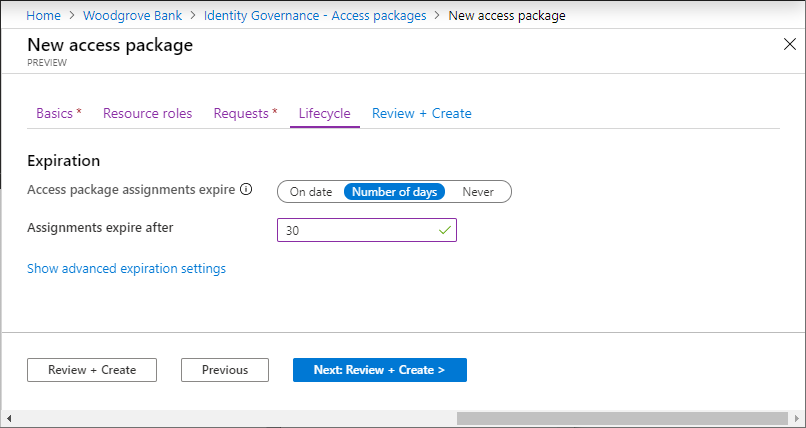 Home > Woodgrove Bank > Identity Governance - Access packages > New access package
New access package
PREVIEW
Basics * Resource roles Requests * Lifecycle Review + Create
Expiration
Access package assignments expire On date Number of days Never
Assignments expire after 30
Show advanced expiration settings
Review + Create Previous Next: Review + Create >